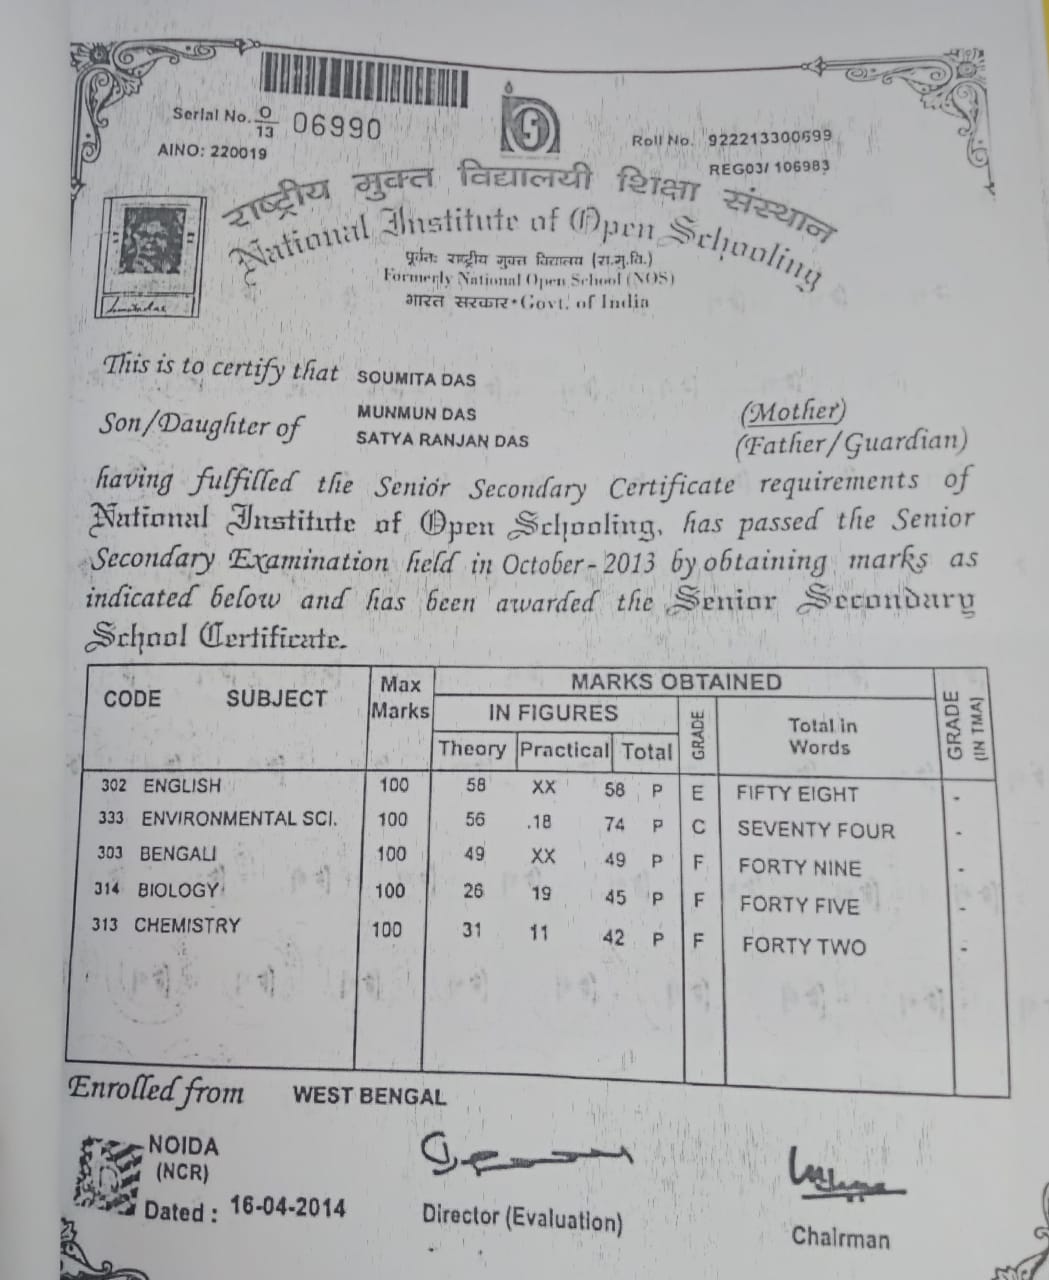 Serial No. O/13 06990
AINO: 220019
Roll No. 922213300699
REG03/ 106983
राष्ट्रीय मुक्त विद्यालयी शिक्षा संस्थान
National Institute of Open Schooling
पूर्वतः राष्ट्रीय मुक्त विद्यालय (रा.मु.वि.)
Formerly National Open School (NOS)
भारत सरकार • Govt. of India
This is to certify that SOUMITA DAS
Son/Daughter of MUNMUN DAS (Mother)
SATYA RANJAN DAS (Father/Guardian)
having fulfilled the Senior Secondary Certificate requirements of
National Institute of Open Schooling, has passed the Senior
Secondary Examination held in October - 2013 by obtaining marks as
indicated below and has been awarded the Senior Secondary
School Certificate.
CODE SUBJECT Max Marks MARKS OBTAINED GRADE (IN TMA)
IN FIGURES GRADE Total in Words
Theory Practical Total
302 ENGLISH 100 58 XX 58 P E FIFTY EIGHT -
333 ENVIRONMENTAL SCI. 100 56 .18 74 P C SEVENTY FOUR -
303 BENGALI 100 49 XX 49 P F FORTY NINE -
314 BIOLOGY 100 26 19 45 P F FORTY FIVE -
313 CHEMISTRY 100 31 11 42 P F FORTY TWO -
Enrolled from WEST BENGAL
NOIDA
(NCR)
Dated : 16-04-2014
Director (Evaluation)
Chairman